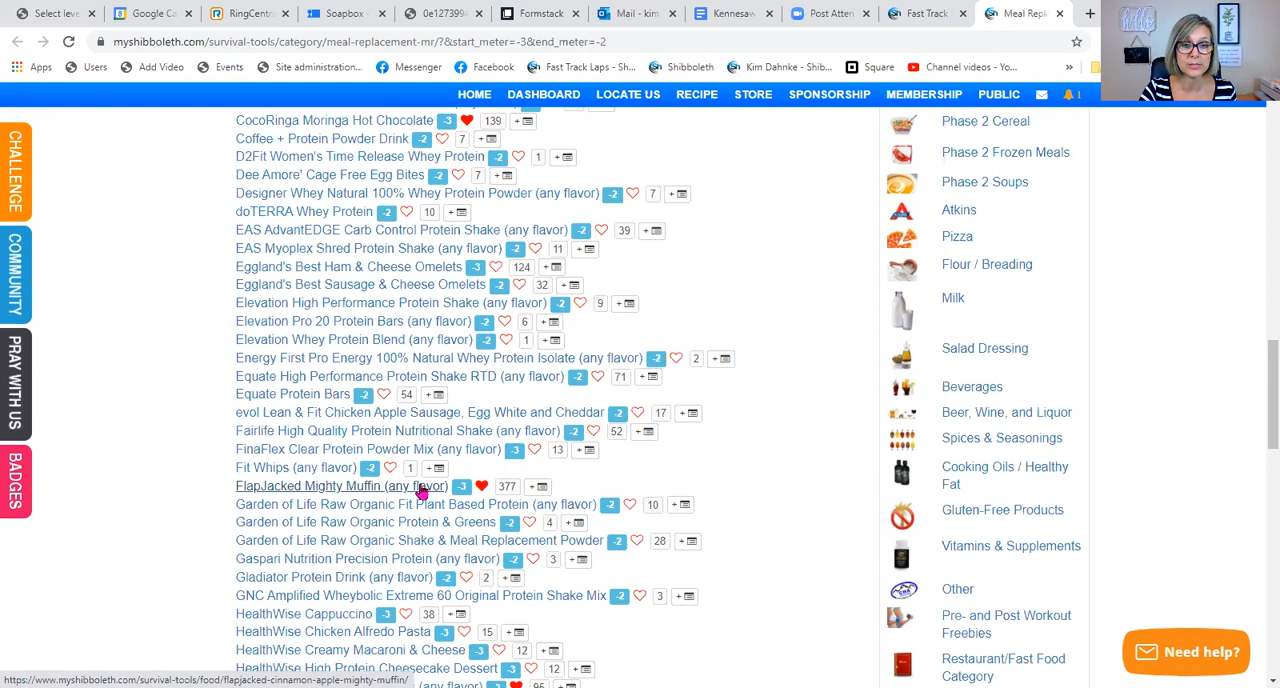 Select leve
Google Ca
RingCentr
Soapbox -
0e127399
Formstack
Mail - kim
Kennesaw
Post Atten
Fast Track
Meal Repl
myshibboleth.com/survival-tools/category/meal-replacement-mr/?&start_meter=-3&end_meter=-2
Apps Users Add Video Events Site administration... Messenger Fast Track Laps - Sh... Shibboleth Kim Dahnke - Shib... Square Channel videos - Yo... »
HOME DASHBOARD LOCATE US RECIPE STORE SPONSORSHIP MEMBERSHIP PUBLIC 1
CHALLENGE
COMMUNITY
PRAY WITH US
BADGES
CocoRinga Moringa Hot Chocolate -3 139 +
Coffee + Protein Powder Drink -2 7 +
D2Fit Women's Time Release Whey Protein -2 1 +
Dee Amore' Cage Free Egg Bites -2 7 +
Designer Whey Natural 100% Whey Protein Powder (any flavor) -2 7 +
doTERRA Whey Protein -2 10 +
EAS AdvantEDGE Carb Control Protein Shake (any flavor) -2 39 +
EAS Myoplex Shred Protein Shake (any flavor) -2 11 +
Eggland's Best Ham & Cheese Omelets -3 124 +
Eggland's Best Sausage & Cheese Omelets -2 32 +
Elevation High Performance Protein Shake (any flavor) -2 9 +
Elevation Pro 20 Protein Bars (any flavor) -2 6 +
Elevation Whey Protein Blend (any flavor) -2 1 +
Energy First Pro Energy 100% Natural Whey Protein Isolate (any flavor) -2 2 +
Equate High Performance Protein Shake RTD (any flavor) -2 71 +
Equate Protein Bars -2 54 +
evol Lean & Fit Chicken Apple Sausage, Egg White and Cheddar -2 17 +
Fairlife High Quality Protein Nutritional Shake (any flavor) -2 52 +
FinaFlex Clear Protein Powder Mix (any flavor) -3 13 +
Fit Whips (any flavor) -2 1 +
FlapJacked Mighty Muffin (any flavor) -3 377 +
Garden of Life Raw Organic Fit Plant Based Protein (any flavor) -2 10 +
Garden of Life Raw Organic Protein & Greens -2 4 +
Garden of Life Raw Organic Shake & Meal Replacement Powder -2 28 +
Gaspari Nutrition Precision Protein (any flavor) -2 3 +
Gladiator Protein Drink (any flavor) -2 2 +
GNC Amplified Wheybolic Extreme 60 Original Protein Shake Mix -2 3 +
HealthWise Cappuccino -3 38 +
HealthWise Chicken Alfredo Pasta -3 15 +
HealthWise Creamy Macaroni & Cheese -3 12 +
HealthWise High Protein Cheesecake Dessert -3 12 +
Phase 2 Cereal
Phase 2 Frozen Meals
Phase 2 Soups
Atkins
Pizza
Flour / Breading
Milk
Salad Dressing
Beverages
Beer, Wine, and Liquor
Spices & Seasonings
Cooking Oils / Healthy
Fat
Gluten-Free Products
Vitamins & Supplements
Other
Pre- and Post Workout
Freebies
Restaurant/Fast Food
Category
Need help?
https://www.myshibboleth.com/survival-tools/food/flapjacked-cinnamon-apple-mighty-muffin/